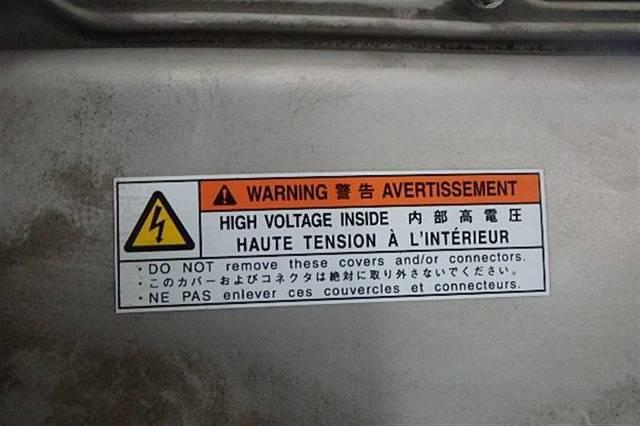 WARNING 警告 AVERTISSEMENT
HIGH VOLTAGE INSIDE 内部高電圧
HAUTE TENSION À L'INTÉRIEUR
· DO NOT remove these covers and/or connectors.
· このカバーおよびコネクタは絶対に取り外さないでください。
· NE PAS enlever ces couvercles et connecteurs.